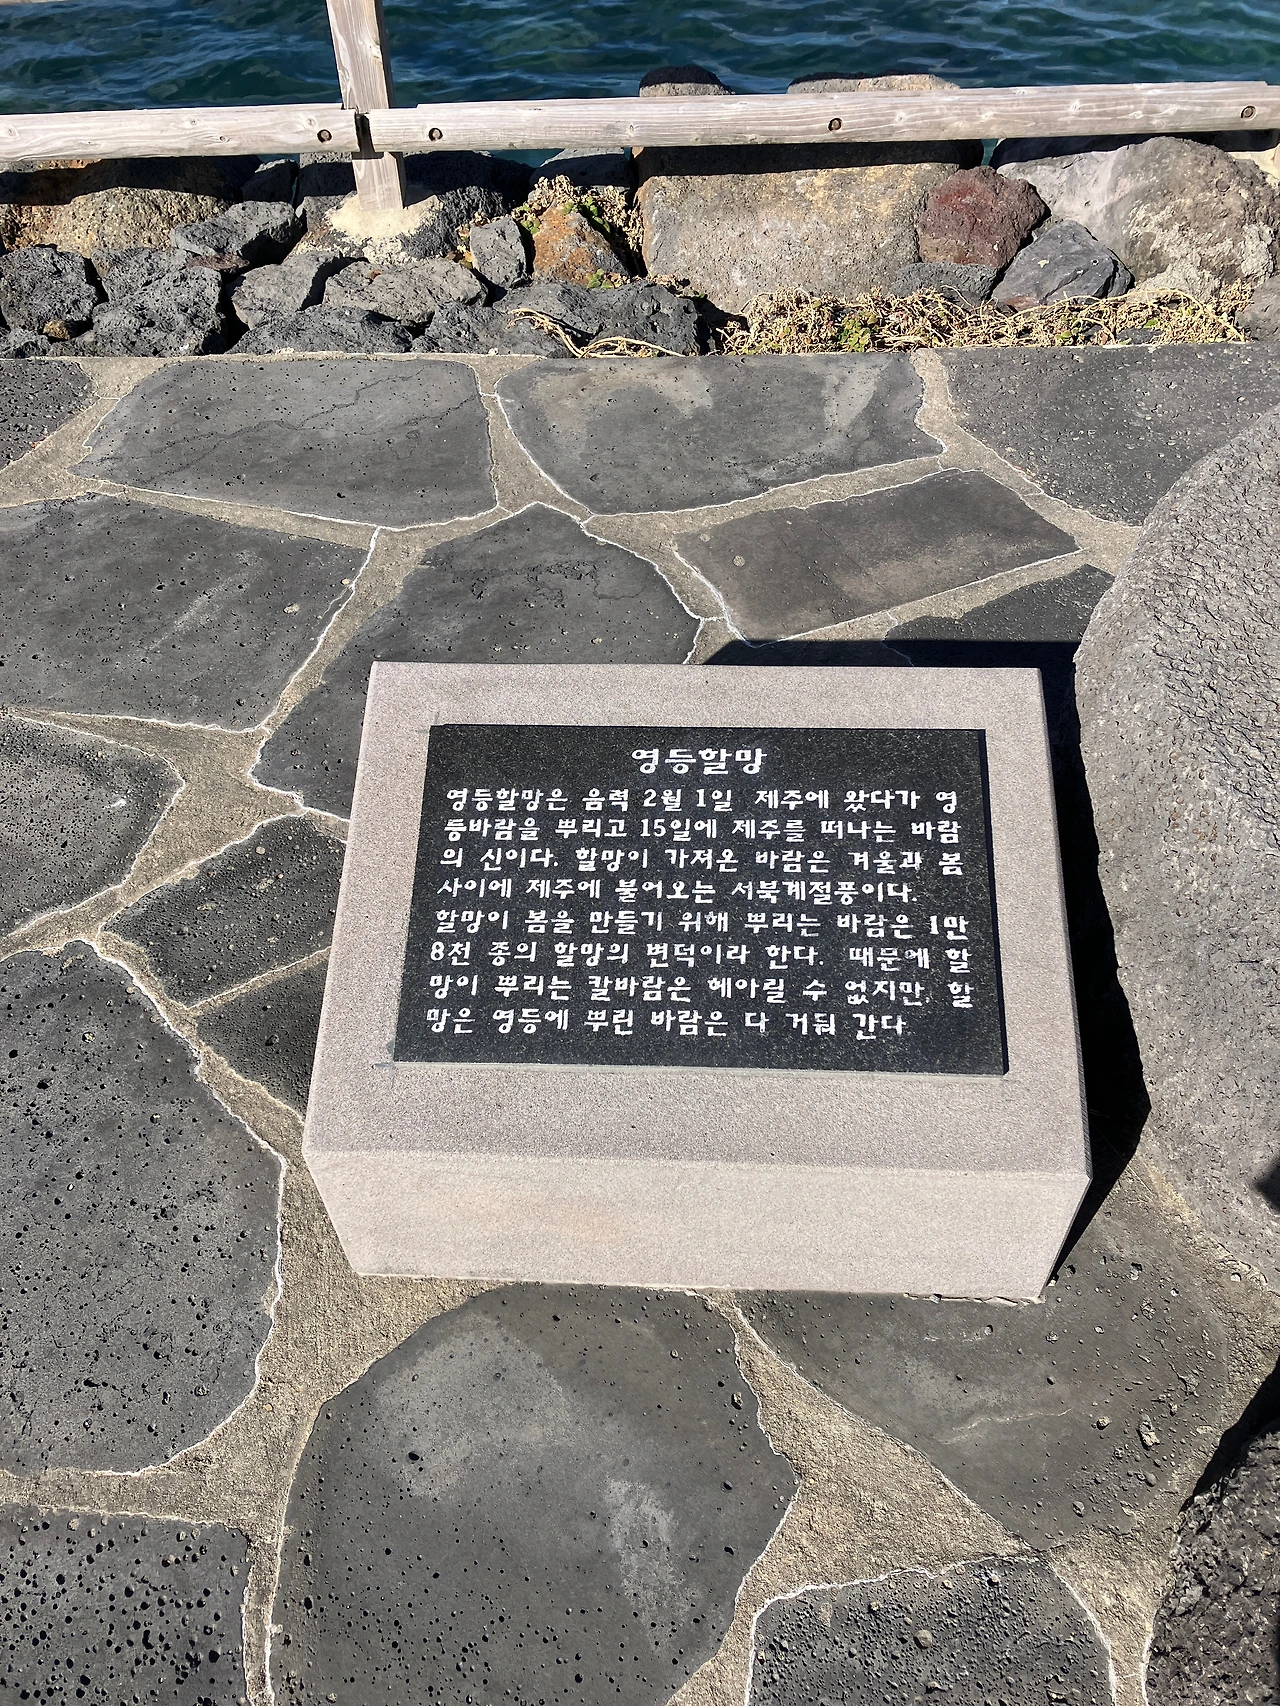 영등할망
영등할망은 음력 2월 1일 제주에 왔다가 영
등바람을 뿌리고 15일에 제주를 떠나는 바람
의 신이다. 할망이 가져온 바람은 겨울과 봄
사이에 제주에 불어오는 서북계절풍이다.
할망이 봄을 만들기 위해 뿌리는 바람은 1만
8천 종의 할망의 변덕이라 한다. 때문에 할
망이 뿌리는 칼바람은 헤아릴 수 없지만, 할
망은 영등에 뿌린 바람은 다 거둬 간다